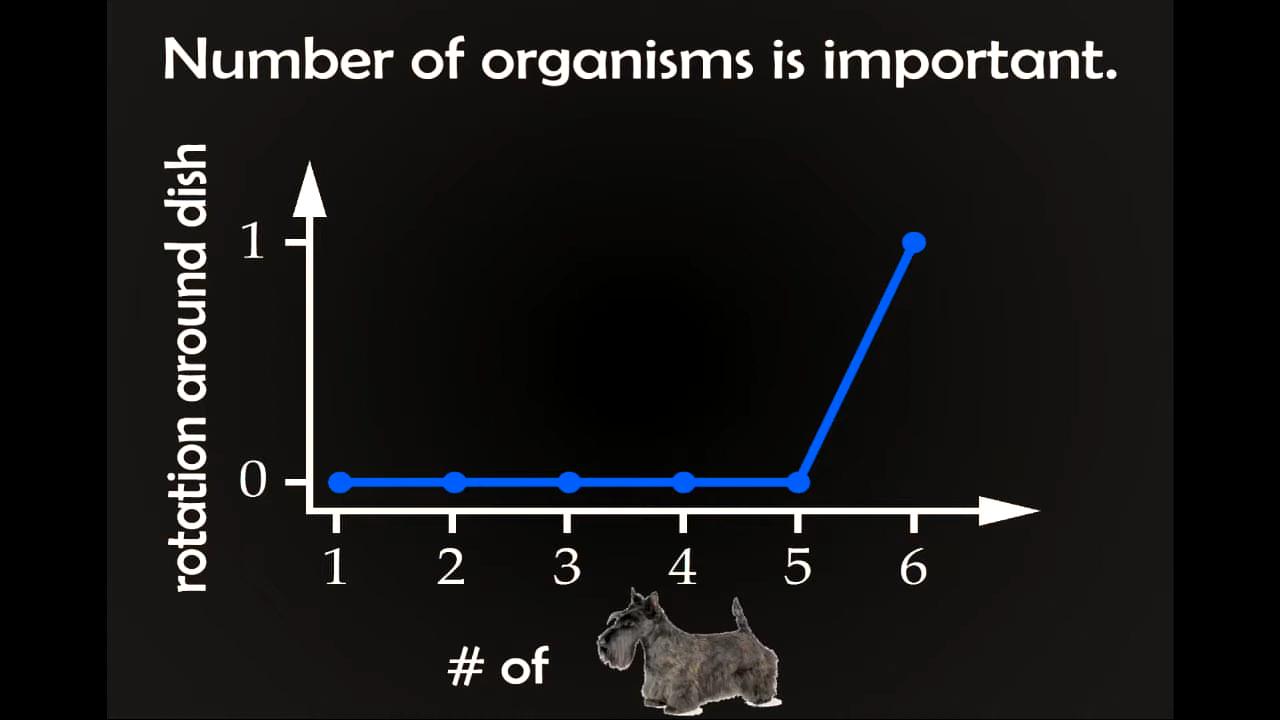 Number of organisms is important.
rotation around dish
1
0
1 2 3 4 5 6
# of